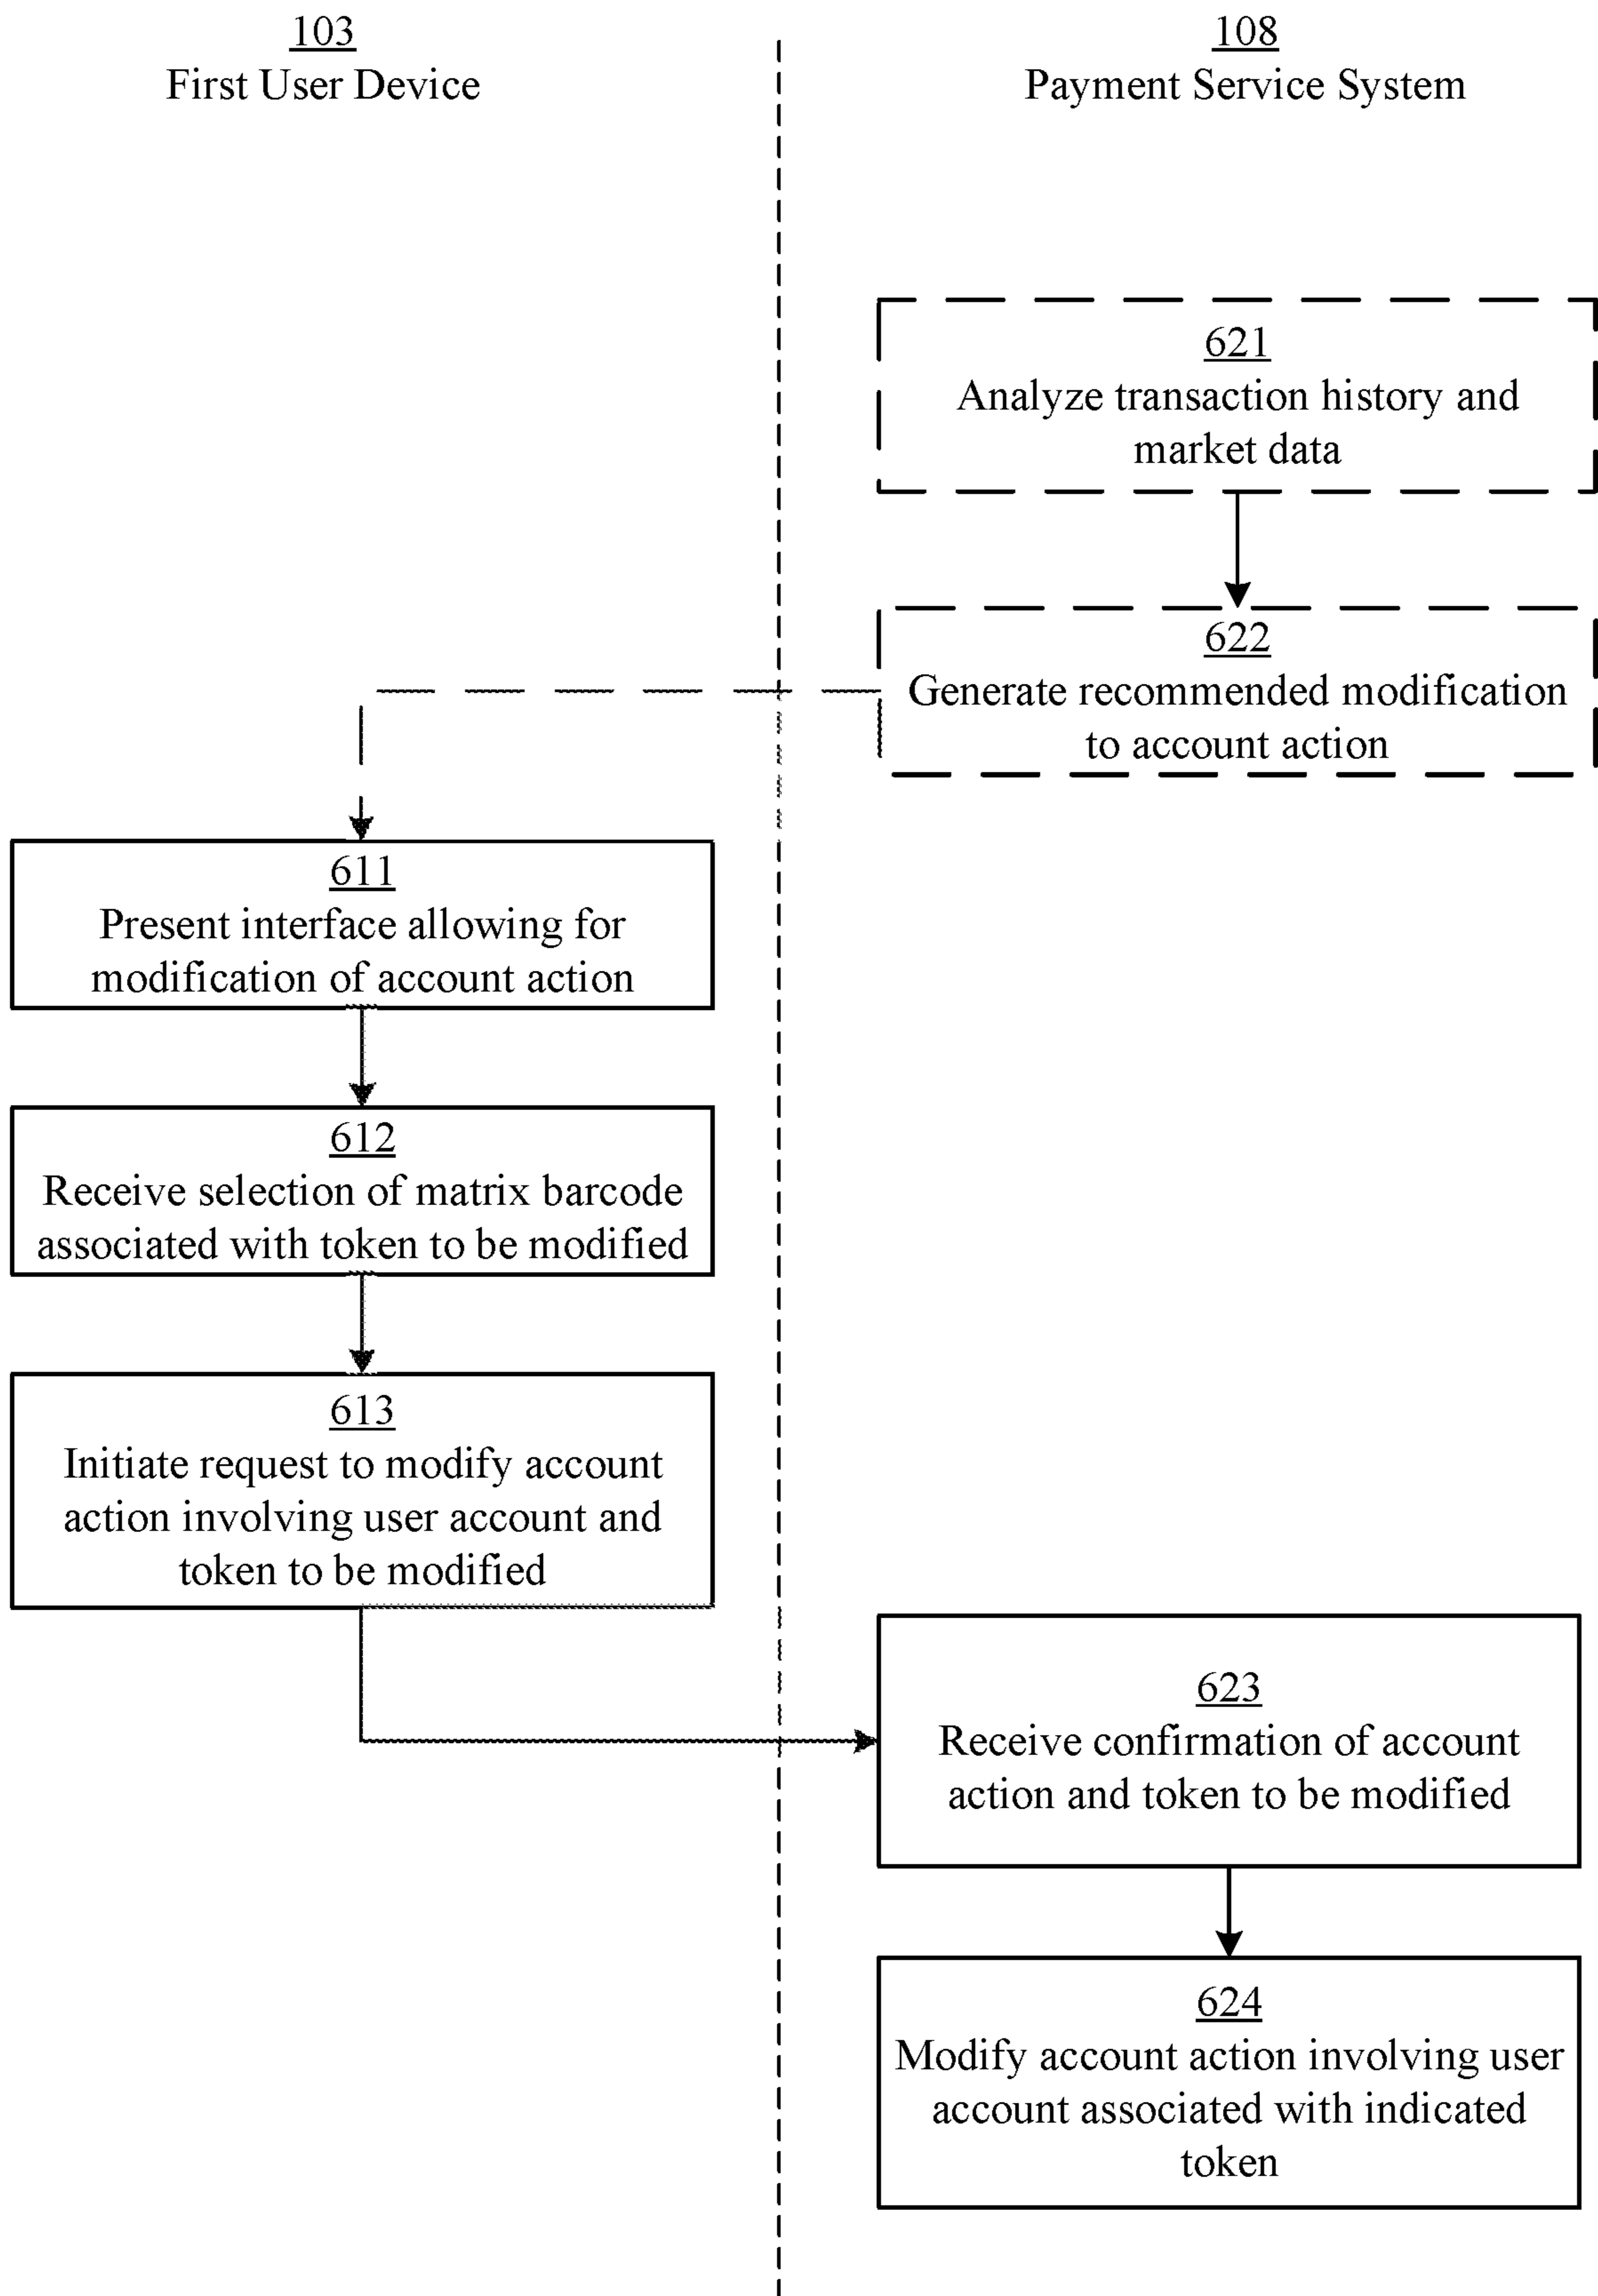 103
First User Device
108
Payment Service System
621
Analyze transaction history and
market data
622
Generate recommended modification
to account action
611
Present interface allowing for
modification of account action
612
Receive selection of matrix barcode
associated with token to be modified
613
Initiate request to modify account
action involving user account and
token to be modified
623
Receive confirmation of account
action and token to be modified
624
Modify account action involving user
account associated with indicated
token